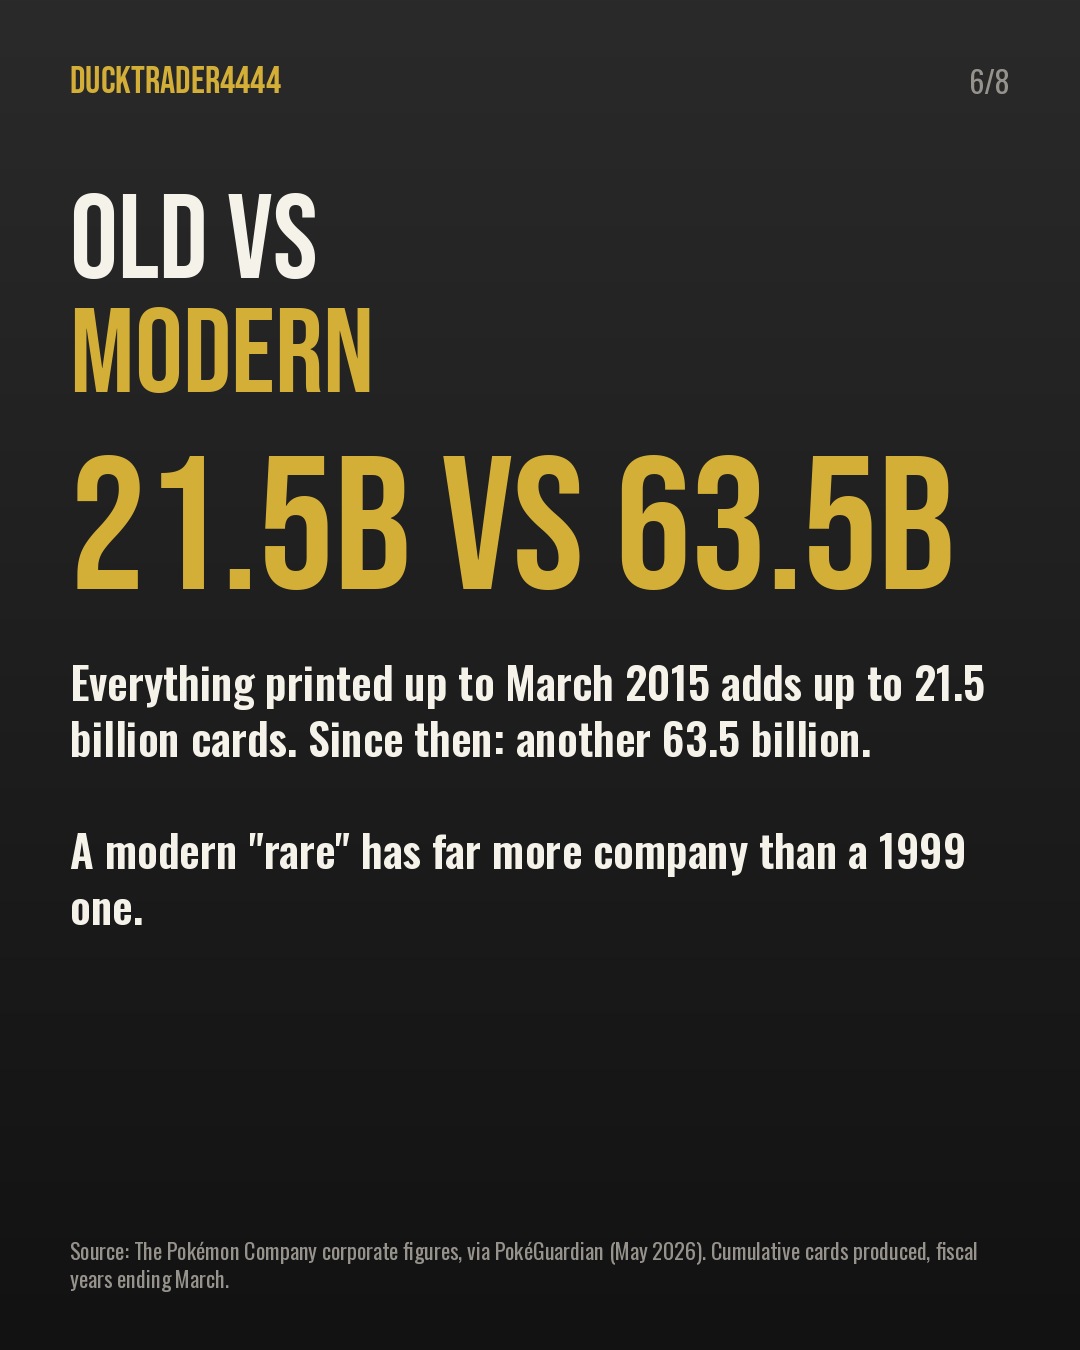 DUCKTRADER4444
6/8
OLD VS
MODERN
21.5B VS 63.5B
Everything printed up to March 2015 adds up to 21.5
billion cards. Since then: another 63.5 billion.
A modern "rare" has far more company than a 1999
one.
Source: The Pokémon Company corporate figures, via PokéGuardian (May 2026). Cumulative cards produced, fiscal
years ending March.